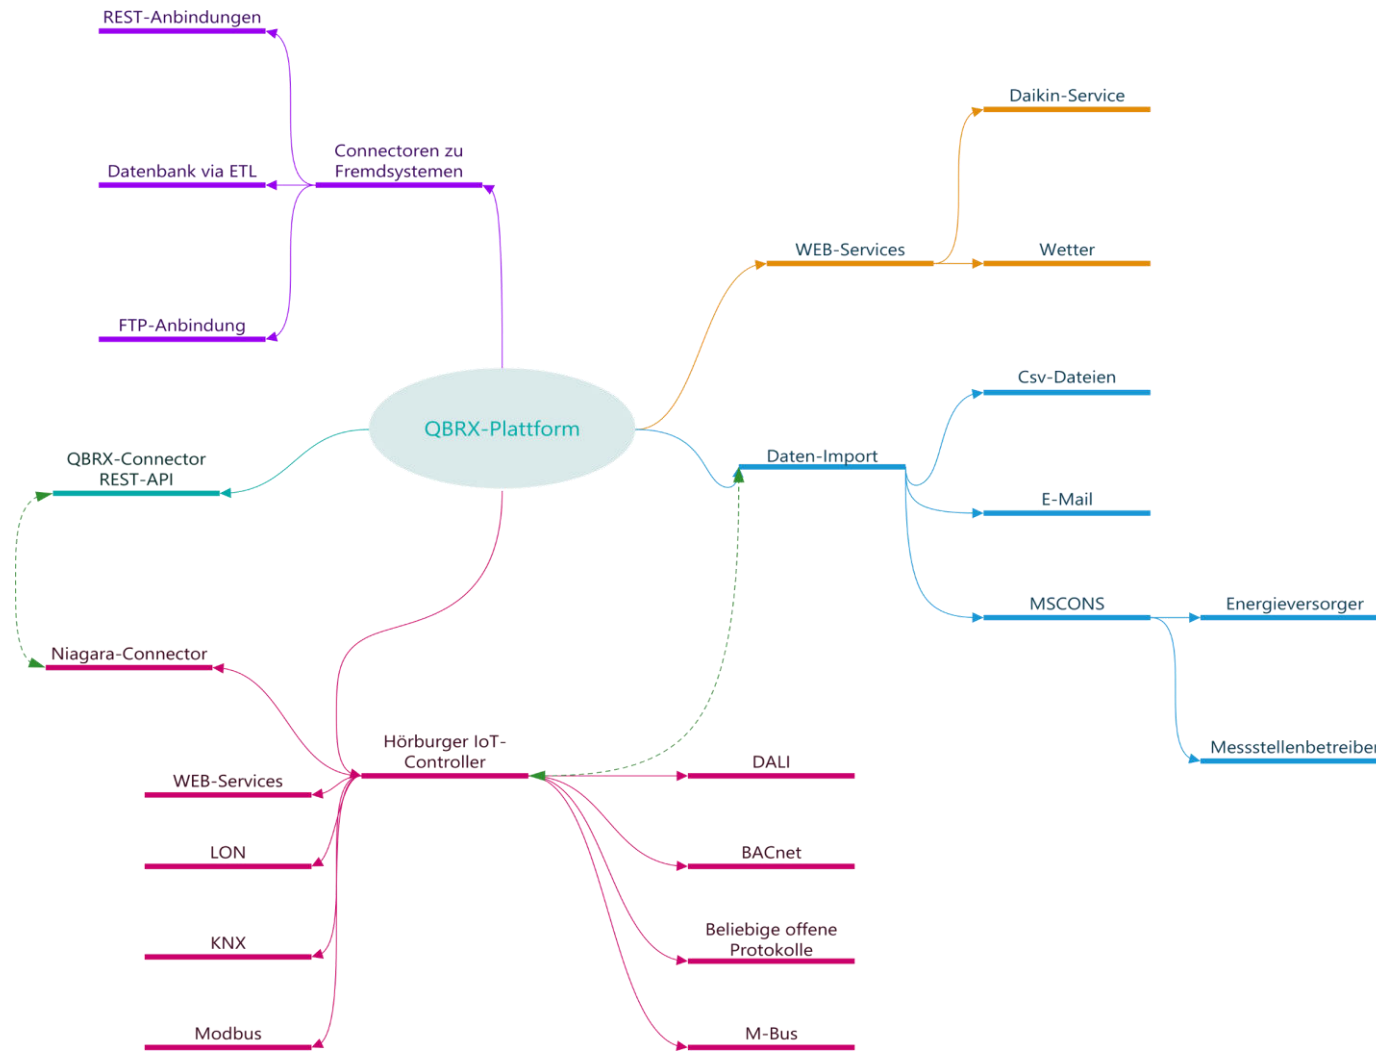 REST-Anbindungen
Connectoren zu
Fremdsystemen
Datenbank via ETL
FTP-Anbindung
Daikin-Service
WEB-Services
Wetter
QBRX-Plattform
Csv-Dateien
Daten-Import
E-Mail
MSCONS
Energieversorger
Messstellenbetreiber
QBRX-Connector
REST-API
Niagara-Connector
Hörburger IoT-
Controller
WEB-Services
LON
KNX
Modbus
DALI
BACnet
Beliebige offene
Protokolle
M-Bus